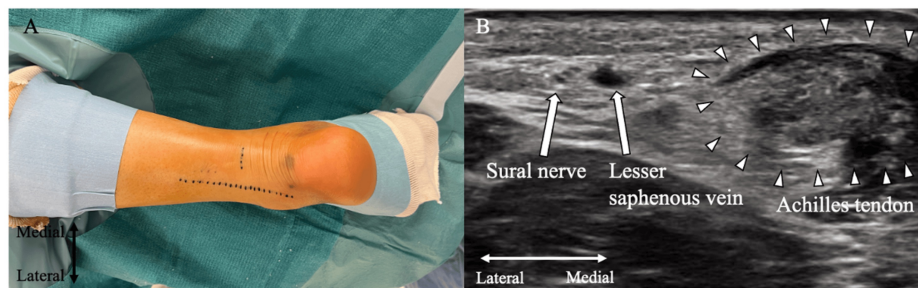 A
Medial
Lateral
B
Sural nerve
Lesser
saphenous vein
Achilles tendon
Lateral
Medial